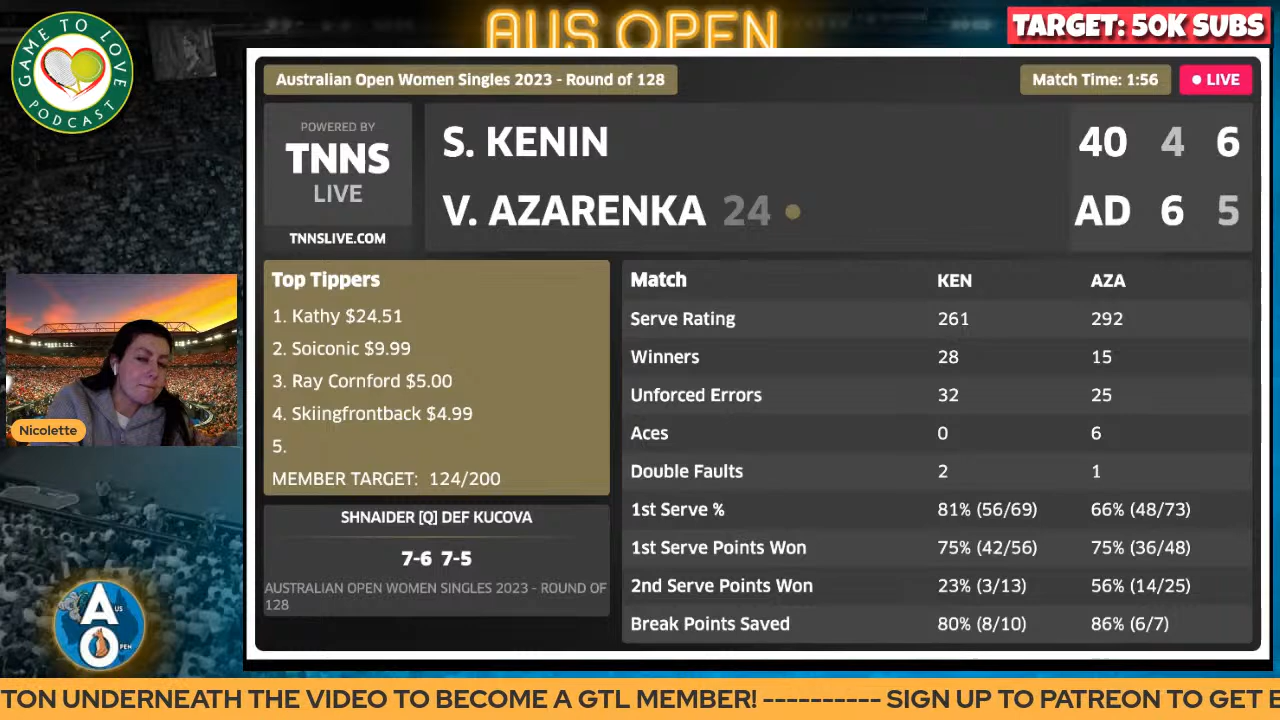 AUS OPEN
TARGET: 50K SUBS
GAME TO LOVE
PODCAST
Australian Open Women Singles 2023 - Round of 128
Match Time: 1:56
LIVE
POWERED BY
TNNS
LIVE
TNNSLIVE.COM
S. KENIN 40 4 6
V. AZARENKA 24 AD 6 5
Top Tippers
1. Kathy $24.51
2. Soiconic $9.99
3. Ray Cornford $5.00
4. Skiingfrontback $4.99
5.
MEMBER TARGET: 124/200
SHNAIDER [Q] DEF KUCOVA
7-6 7-5
AUSTRALIAN OPEN WOMEN SINGLES 2023 - ROUND OF
128
Match KEN AZA
Serve Rating 261 292
Winners 28 15
Unforced Errors 32 25
Aces 0 6
Double Faults 2 1
1st Serve % 81% (56/69) 66% (48/73)
1st Serve Points Won 75% (42/56) 75% (36/48)
2nd Serve Points Won 23% (3/13) 56% (14/25)
Break Points Saved 80% (8/10) 86% (6/7)
Nicolette
A US
O PEN
TON UNDERNEATH THE VIDEO TO BECOME A GTL MEMBER! ---------- SIGN UP TO PATREON TO GET E